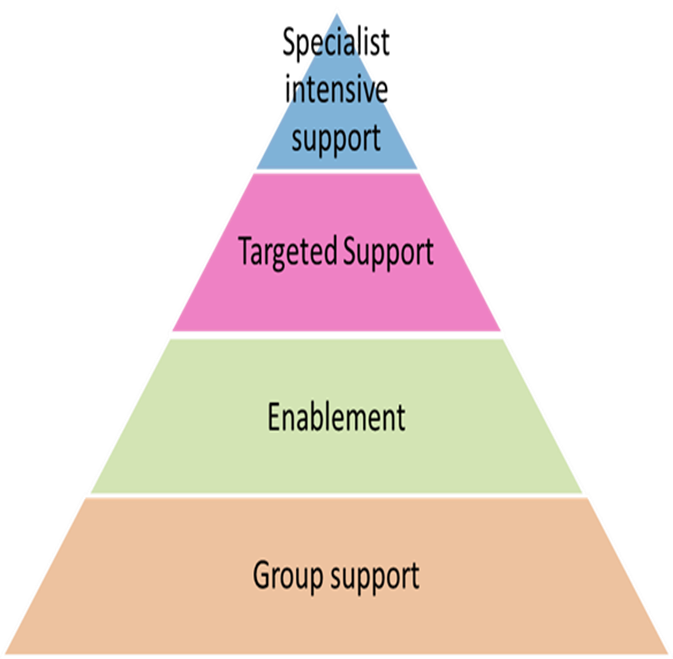 Specialist
intensive
support
Targeted Support
Enablement
Group support